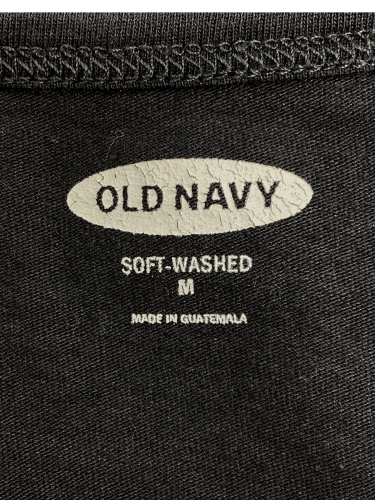 OLD NAVY
SOFT-WASHED
M
MADE IN GUATEMALA